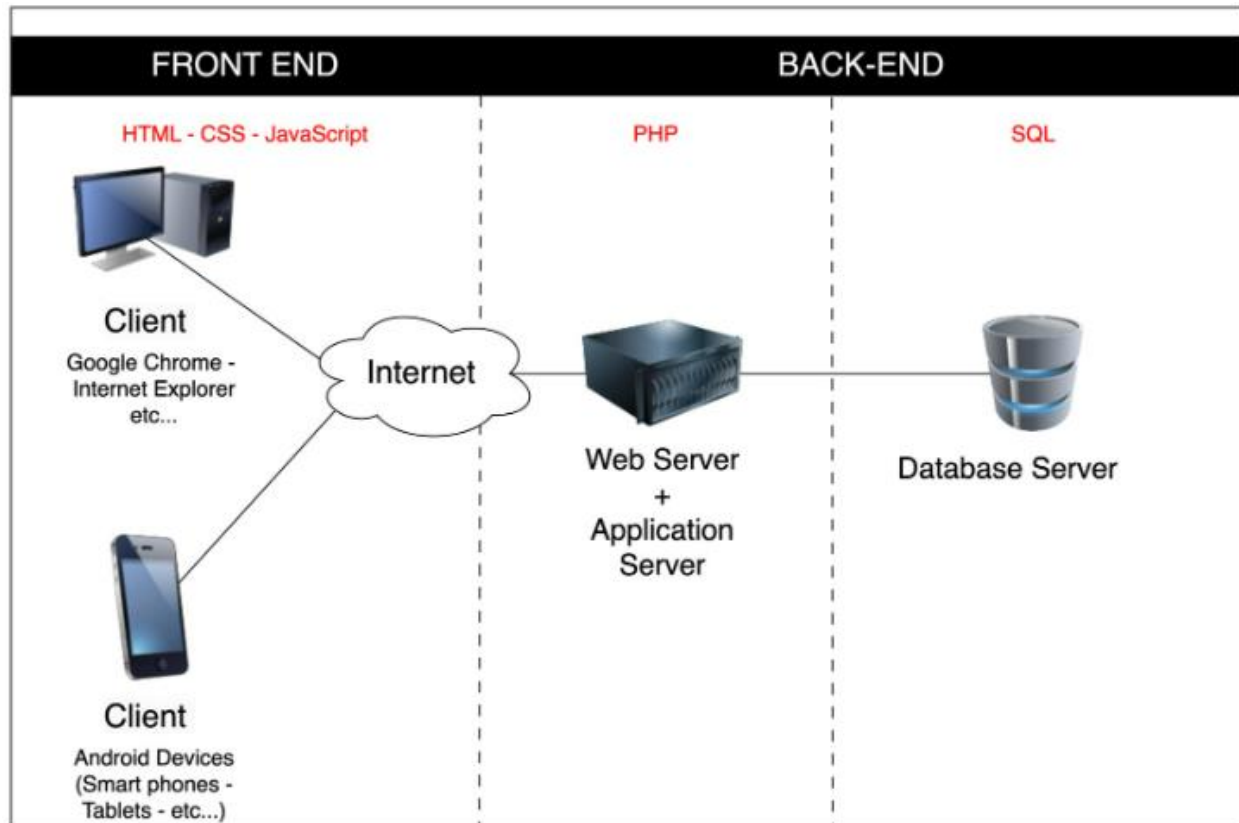 FRONT END
BACK-END
HTML - CSS - JavaScript
PHP
SQL
Client
Google Chrome -
Internet Explorer
etc...
Internet
Web Server
+
Application
Server
Database Server
Client
Android Devices
(Smart phones -
Tablets - etc...)